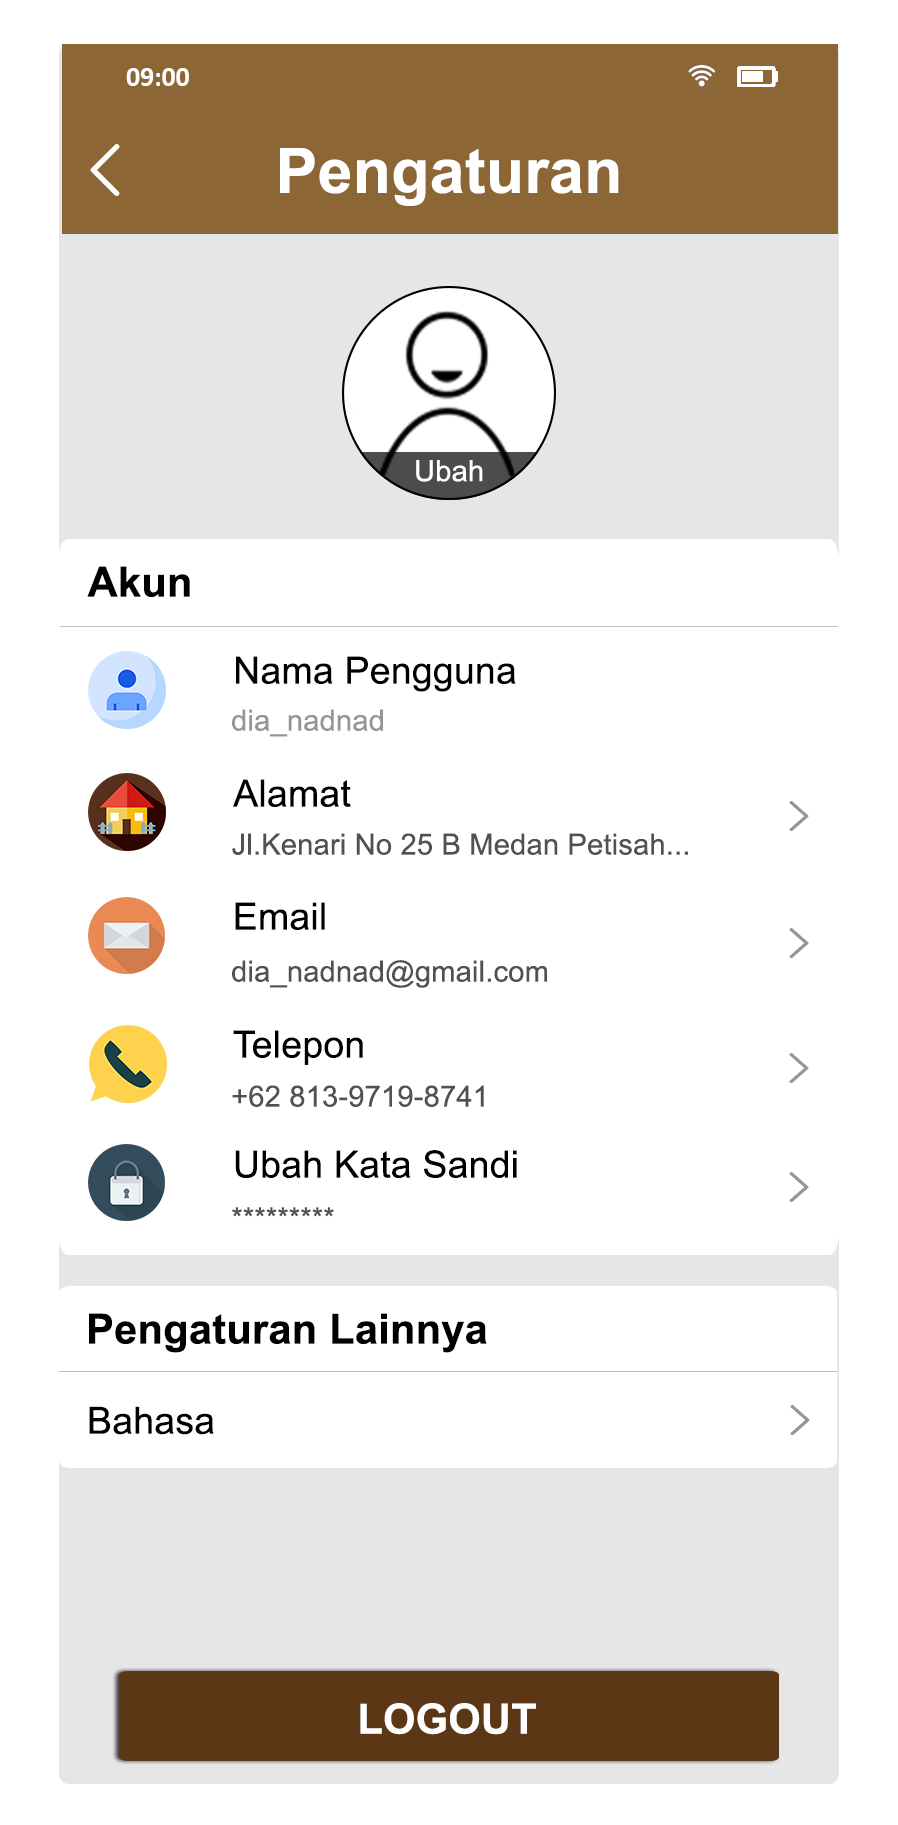 09:00
Pengaturan
Ubah
Akun
Nama Pengguna
dia_nadnad
Alamat
Jl.Kenari No 25 B Medan Petisah...
Email
dia_nadnad@gmail.com
Telepon
+62 813-9719-8741
Ubah Kata Sandi
*********
Pengaturan Lainnya
Bahasa
LOGOUT